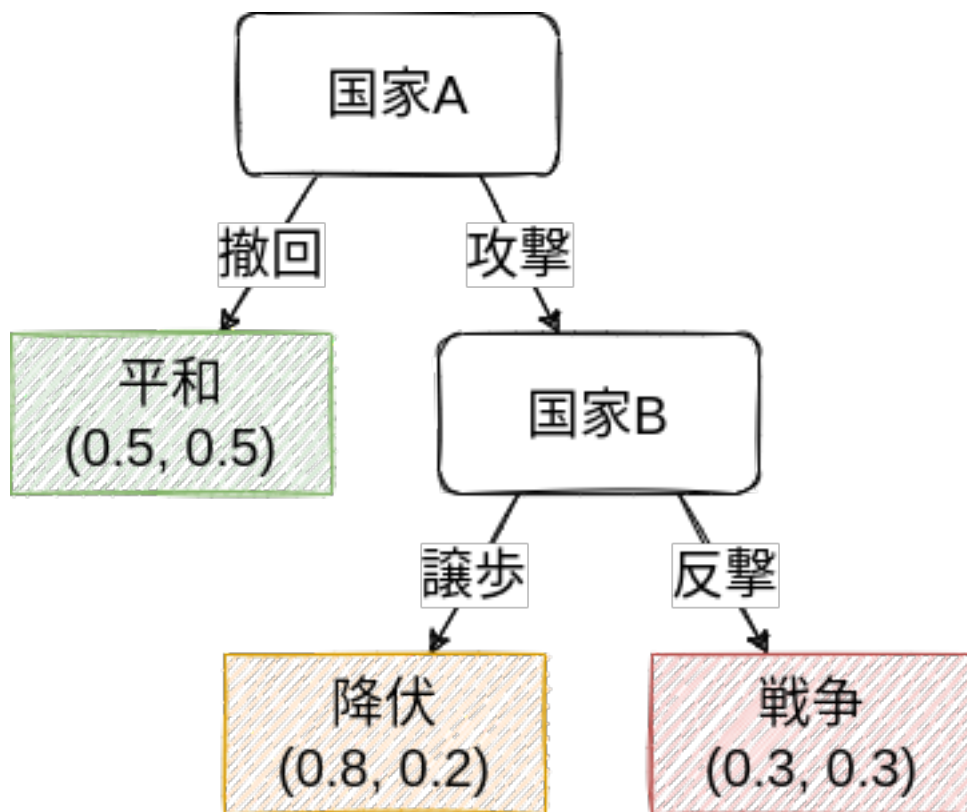 国家A
撤回
攻撃
平和
(0.5, 0.5)
国家B
譲歩
反撃
降伏
(0.8, 0.2)
戦争
(0.3, 0.3)